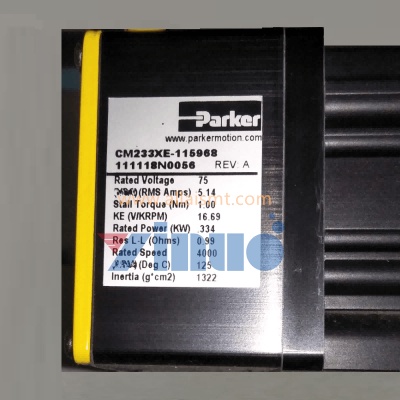 Parker
www.parkermotion.com
CM233XE-115968
111118N0056 REV: A
Rated Voltage 75
(RMS Amps) 5.14
Stall Torque (Nm) 1.00
KE (V/KRPM) 16.69
Rated Power (KW) .334
Res L-L (Ohms) 0.99
Rated Speed 4000
(Deg C) 125
Inertia (g*cm2) 1322